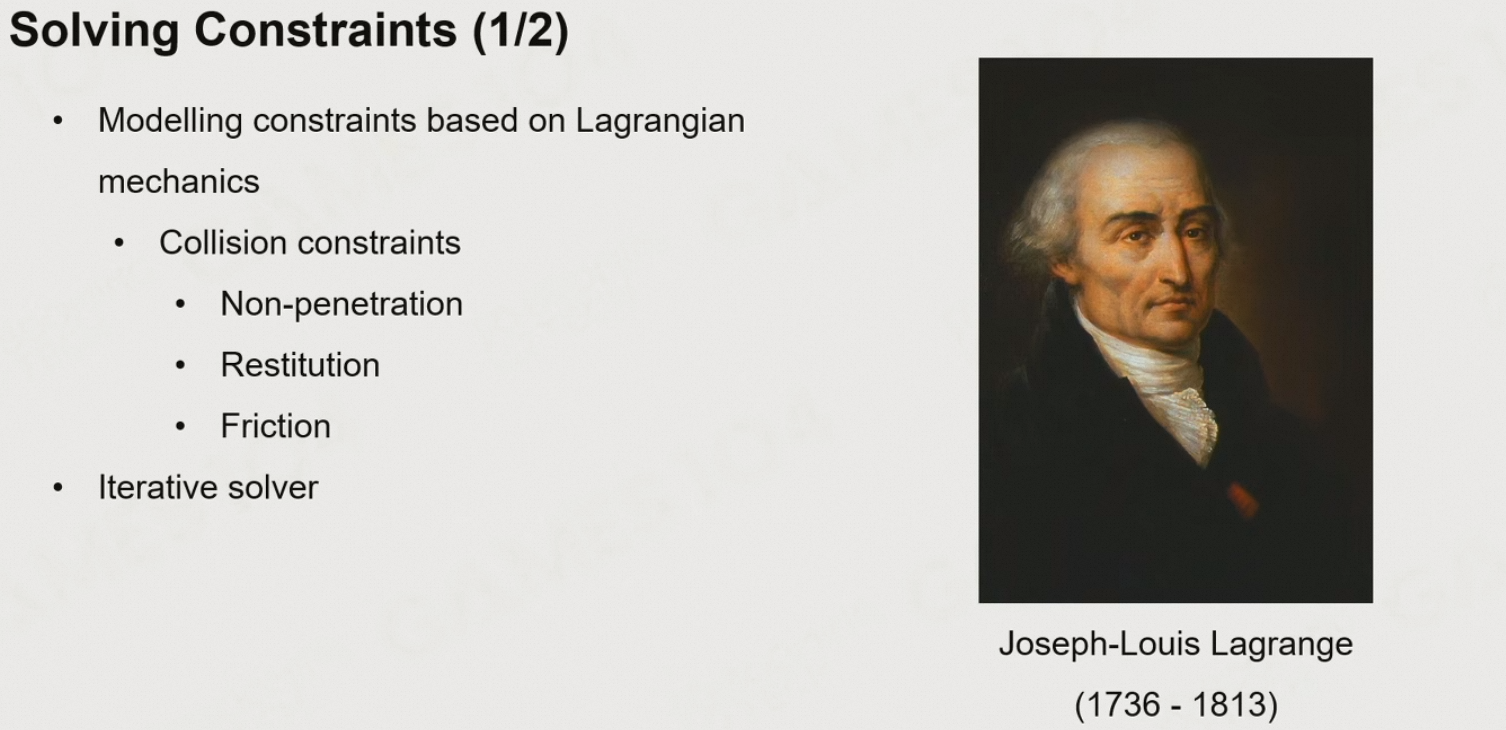 Solving Constraints (1/2)
• Modelling constraints based on Lagrangian
mechanics
• Collision constraints
• Non-penetration
• Restitution
• Friction
• Iterative solver
Joseph-Louis Lagrange
(1736 - 1813)